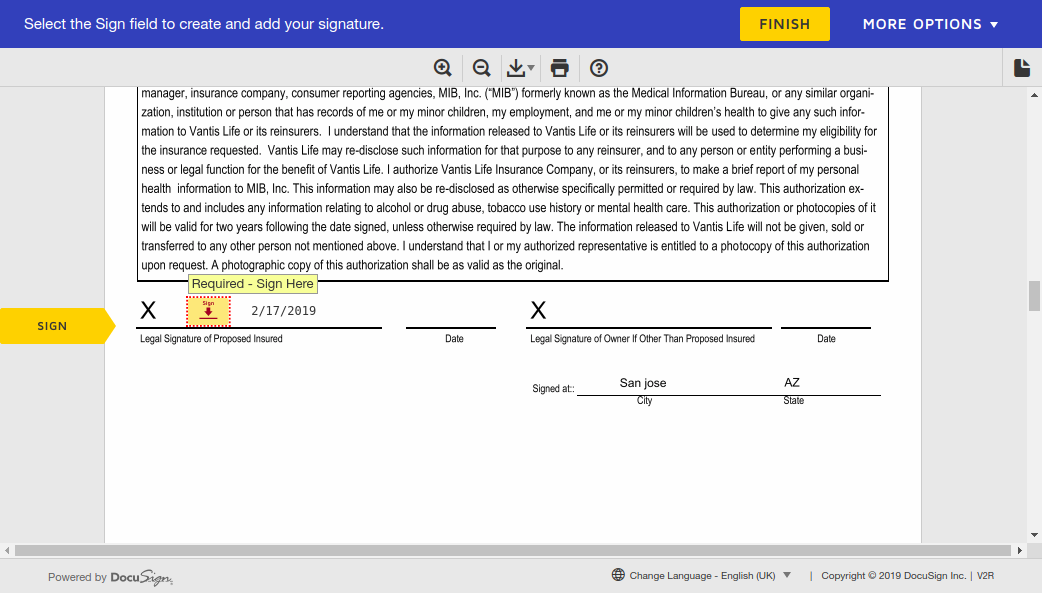 Select the Sign field to create and add your signature.
FINISH
MORE OPTIONS
manager, insurance company, consumer reporting agencies, MIB, Inc. (“MIB”) formerly known as the Medical Information Bureau, or any similar organi-
zation, institution or person that has records of me or my minor children, my employment, and me or my minor children’s health to give any such infor-
mation to Vantis Life or its reinsurers. I understand that the information released to Vantis Life or its reinsurers will be used to determine my eligibility for
the insurance requested. Vantis Life may re-disclose such information for that purpose to any reinsurer, and to any person or entity performing a busi-
ness or legal function for the benefit of Vantis Life. I authorize Vantis Life Insurance Company, or its reinsurers, to make a brief report of my personal
health information to MIB, Inc. This information may also be re-disclosed as otherwise specifically permitted or required by law. This authorization ex-
tends to and includes any information relating to alcohol or drug abuse, tobacco use history or mental health care. This authorization or photocopies of it
will be valid for two years following the date signed, unless otherwise required by law. The information released to Vantis Life will not be given, sold or
transferred to any other person not mentioned above. I understand that I or my authorized representative is entitled to a photocopy of this authorization
upon request. A photographic copy of this authorization shall be as valid as the original.
Required - Sign Here
X Sign 2/17/2019 X
SIGN
Legal Signature of Proposed Insured Date Legal Signature of Owner If Other Than Proposed Insured Date
Signed at:: San jose AZ
City State
Powered by DocuSign
Change Language - English (UK) | Copyright © 2019 DocuSign Inc. | V2R